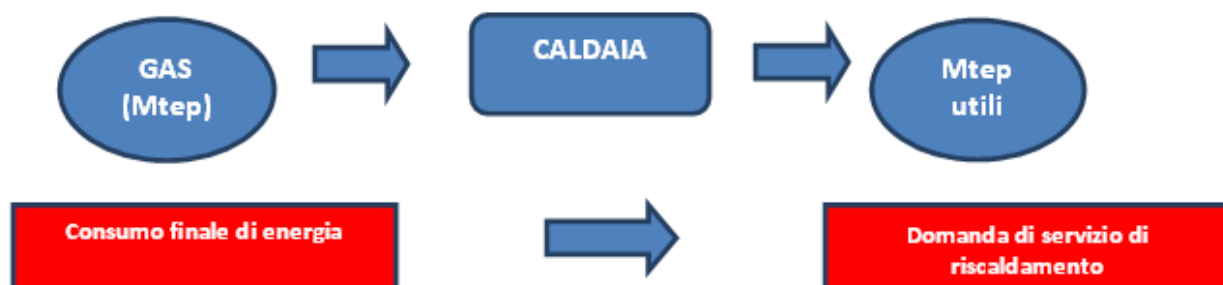 GAS
(Mtep)
CALDAIA
Mtep
utili
Consumo finale di energia
Domanda di servizio di
riscaldamento